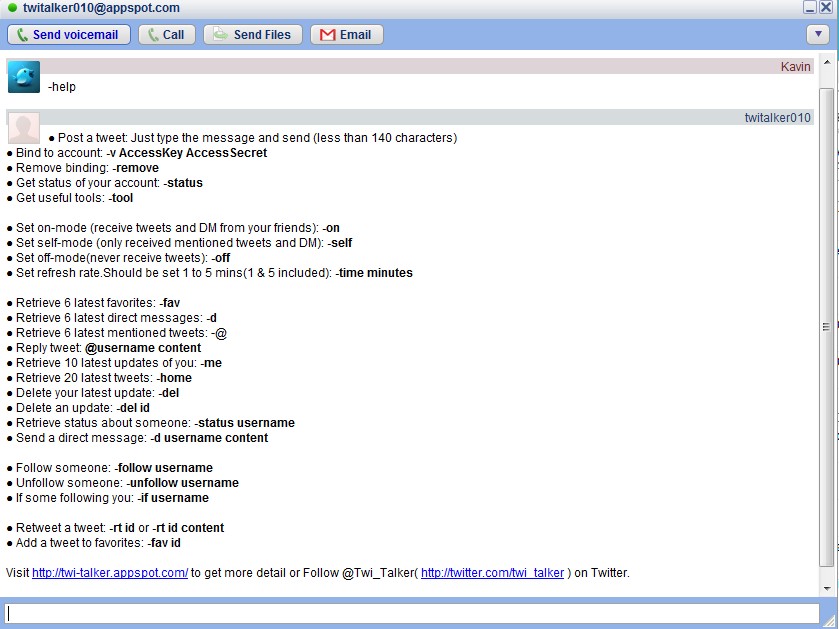 twitalker010@appspot.com
Send voicemail Call Send Files Email
Kavin
-help
twitalker010
● Post a tweet: Just type the message and send (less than 140 characters)
● Bind to account: -v AccessKey AccessSecret
● Remove binding: -remove
● Get status of your account: -status
● Get useful tools: -tool
● Set on-mode (receive tweets and DM from your friends): -on
● Set self-mode (only received mentioned tweets and DM): -self
● Set off-mode(never receive tweets): -off
● Set refresh rate.Should be set 1 to 5 mins(1 & 5 included): -time minutes
● Retrieve 6 latest favorites: -fav
● Retrieve 6 latest direct messages: -d
● Retrieve 6 latest mentioned tweets: -@
● Reply tweet: @username content
● Retrieve 10 latest updates of you: -me
● Retrieve 20 latest tweets: -home
● Delete your latest update: -del
● Delete an update: -del id
● Retrieve status about someone: -status username
● Send a direct message: -d username content
● Follow someone: -follow username
● Unfollow someone: -unfollow username
● If some following you: -if username
● Retweet a tweet: -rt id or -rt id content
● Add a tweet to favorites: -fav id
Visit http://twi-talker.appspot.com/ to get more detail or Follow @Twi_Talker( http://twitter.com/twi_talker ) on Twitter.